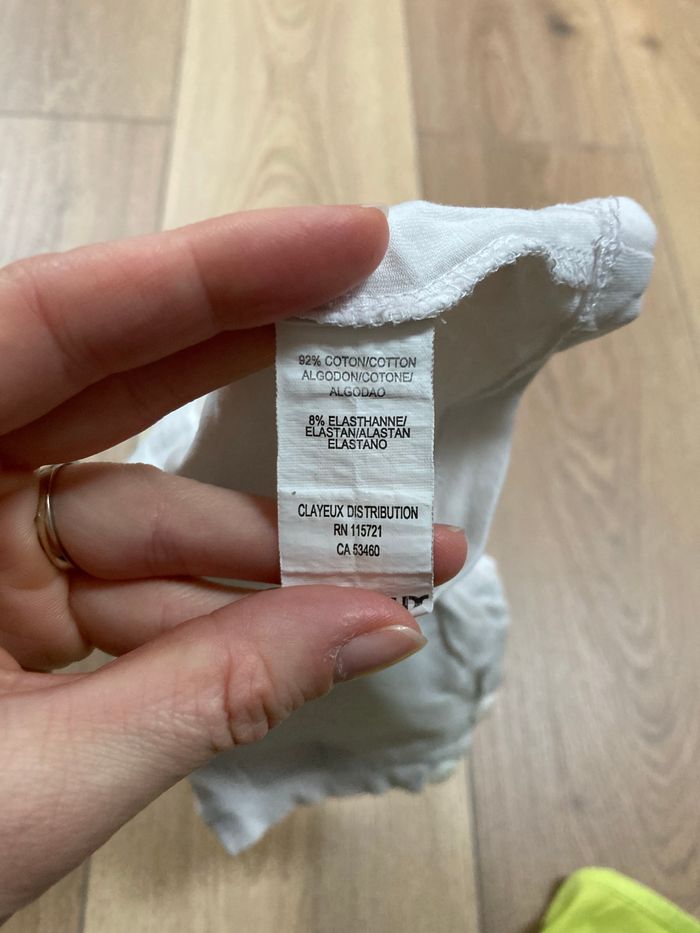 92% COTON/COTTON
ALGODON/COTONE/
ALGODAO
8% ELASTHANNE/
ELASTAN/ALASTAN
ELASTANO
CLAYEUX DISTRIBUTION
RN 115721
CA 53460